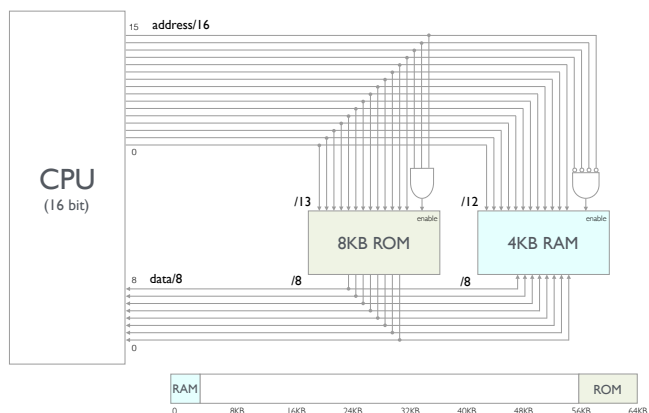 15 address/16
0
CPU
(16 bit)
/13
/12
enable
enable
8KB ROM
4KB RAM
8 data/8
/8
/8
0
RAM
ROM
0 8KB 16KB 24KB 32KB 40KB 48KB 56KB 64KB